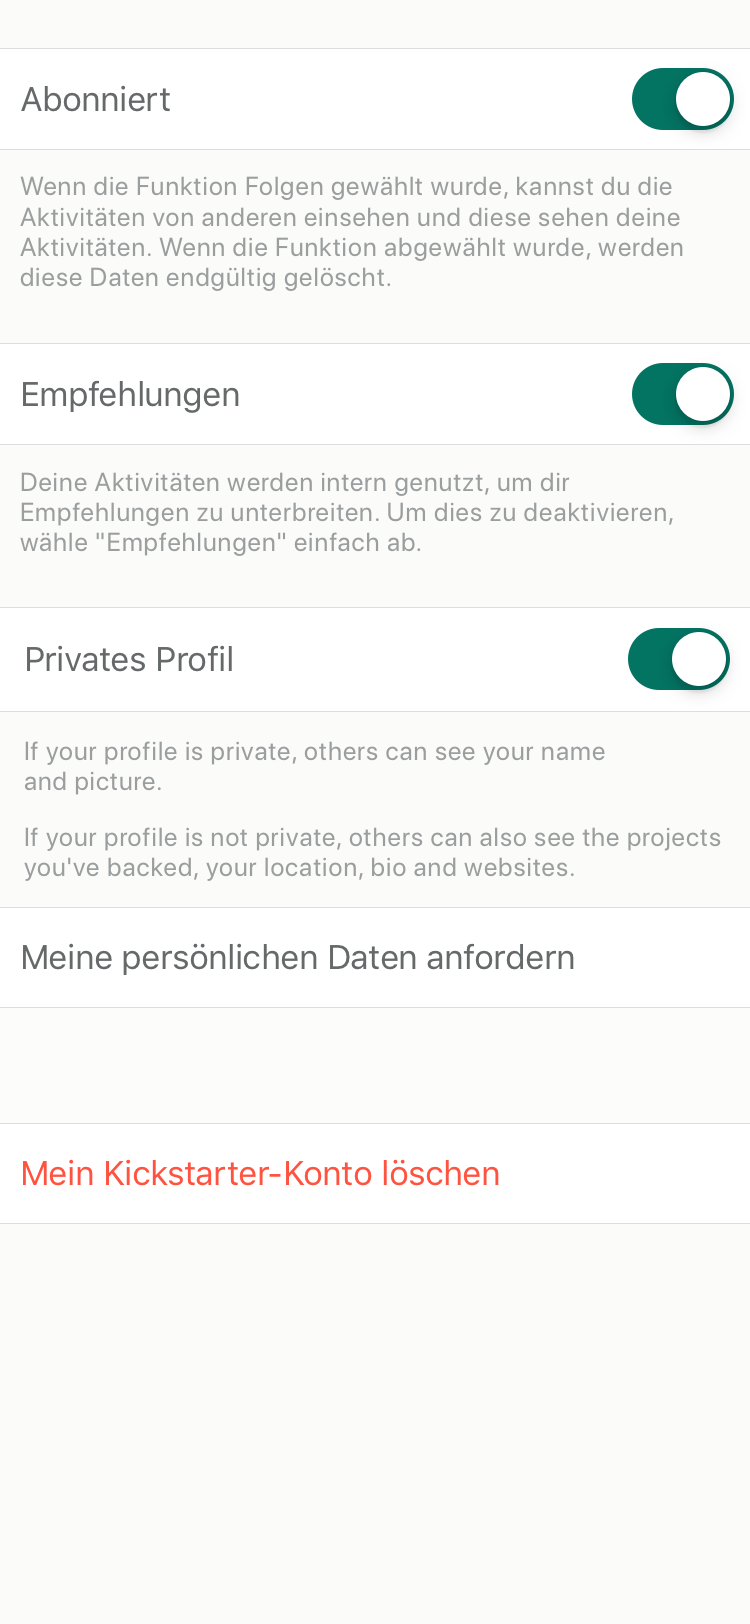 Abonniert
Wenn die Funktion Folgen gewählt wurde, kannst du die
Aktivitäten von anderen einsehen und diese sehen deine
Aktivitäten. Wenn die Funktion abgewählt wurde, werden
diese Daten endgültig gelöscht.
Empfehlungen
Deine Aktivitäten werden intern genutzt, um dir
Empfehlungen zu unterbreiten. Um dies zu deaktivieren,
wähle "Empfehlungen" einfach ab.
Privates Profil
If your profile is private, others can see your name
and picture.
If your profile is not private, others can also see the projects
you've backed, your location, bio and websites.
Meine persönlichen Daten anfordern
Mein Kickstarter-Konto löschen